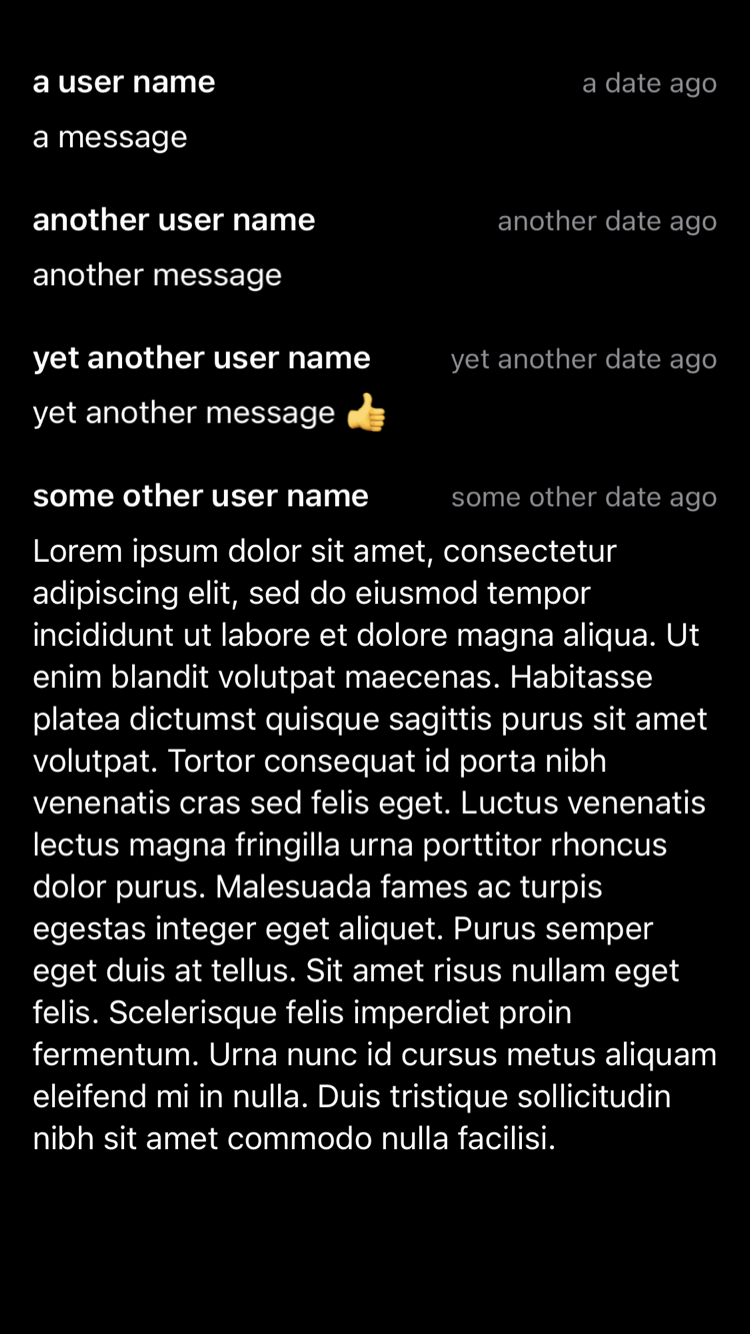 a user name
a date ago
a message
another user name
another date ago
another message
yet another user name
yet another date ago
yet another message 👍
some other user name
some other date ago
Lorem ipsum dolor sit amet, consectetur
adipiscing elit, sed do eiusmod tempor
incididunt ut labore et dolore magna aliqua. Ut
enim blandit volutpat maecenas. Habitasse
platea dictumst quisque sagittis purus sit amet
volutpat. Tortor consequat id porta nibh
venenatis cras sed felis eget. Luctus venenatis
lectus magna fringilla urna porttitor rhoncus
dolor purus. Malesuada fames ac turpis
egestas integer eget aliquet. Purus semper
eget duis at tellus. Sit amet risus nullam eget
felis. Scelerisque felis imperdiet proin
fermentum. Urna nunc id cursus metus aliquam
eleifend mi in nulla. Duis tristique sollicitudin
nibh sit amet commodo nulla facilisi.